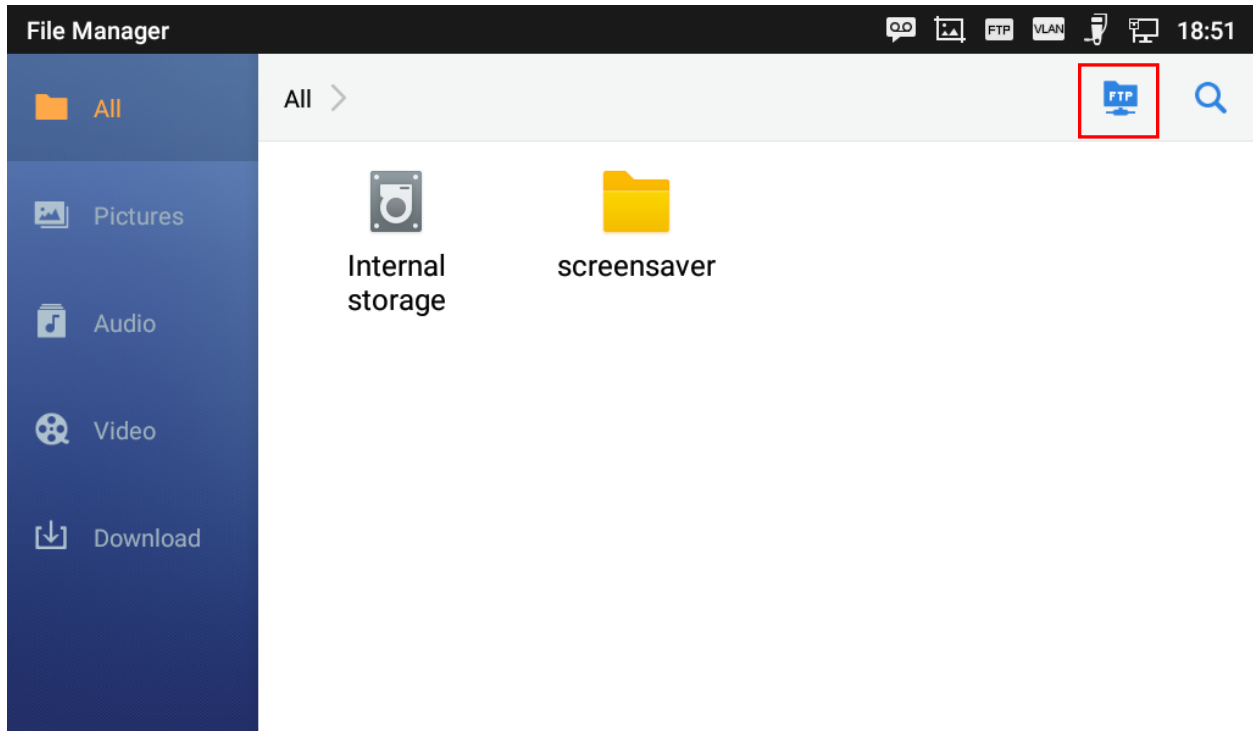 File Manager
FTP
VLAN
18:51
All
All
FTP
Pictures
Internal
storage
screensaver
Audio
Video
Download